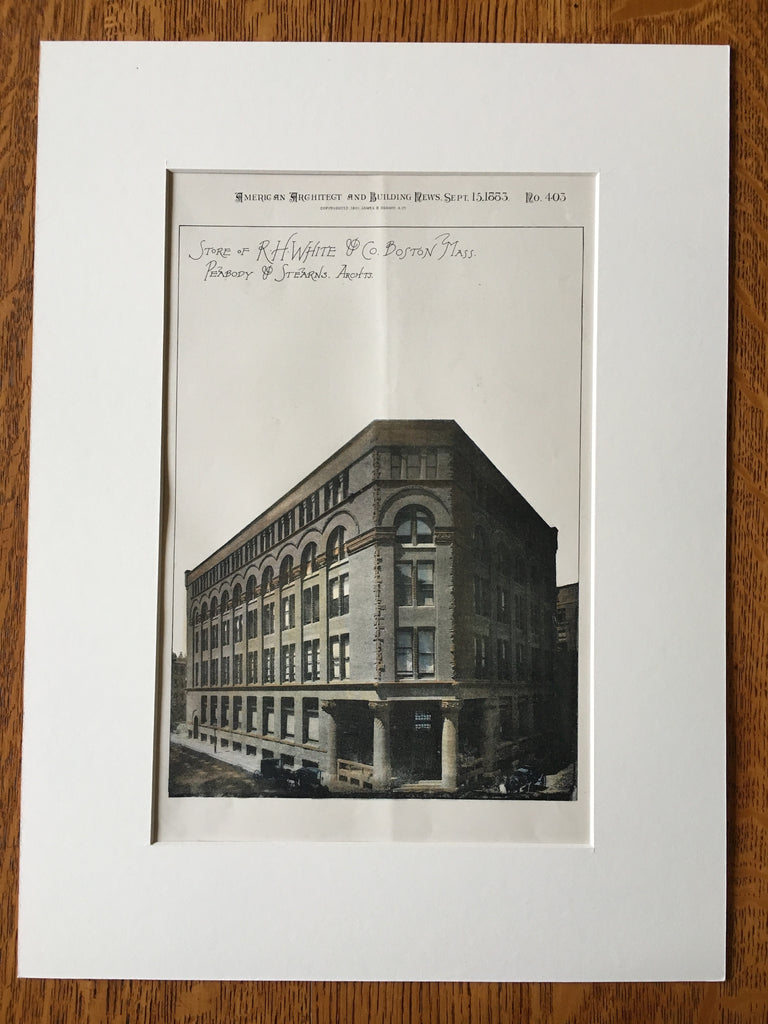 American Architect and Building News. Sept. 15. 1883. No. 403
Store of R. H. White & Co. Boston Mass.
Peabody & Stearns. Archts.